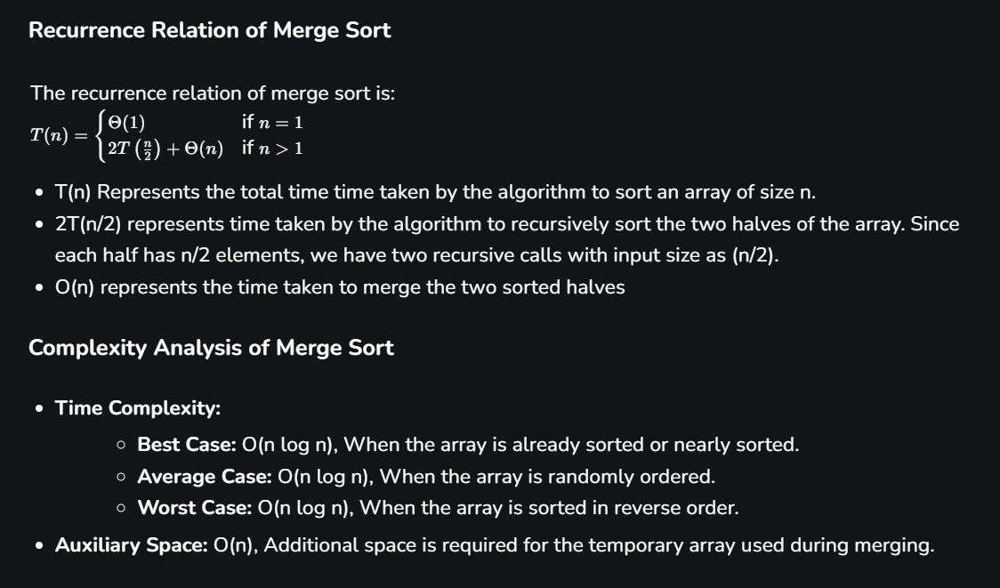 Recurrence Relation of Merge Sort
The recurrence relation of merge sort is:
T(n) = { Θ(1) if n = 1
2T (n/2) + Θ(n) if n > 1
• T(n) Represents the total time time taken by the algorithm to sort an array of size n.
• 2T(n/2) represents time taken by the algorithm to recursively sort the two halves of the array. Since
each half has n/2 elements, we have two recursive calls with input size as (n/2).
• O(n) represents the time taken to merge the two sorted halves
Complexity Analysis of Merge Sort
• Time Complexity:
○ Best Case: O(n log n), When the array is already sorted or nearly sorted.
○ Average Case: O(n log n), When the array is randomly ordered.
○ Worst Case: O(n log n), When the array is sorted in reverse order.
• Auxiliary Space: O(n), Additional space is required for the temporary array used during merging.